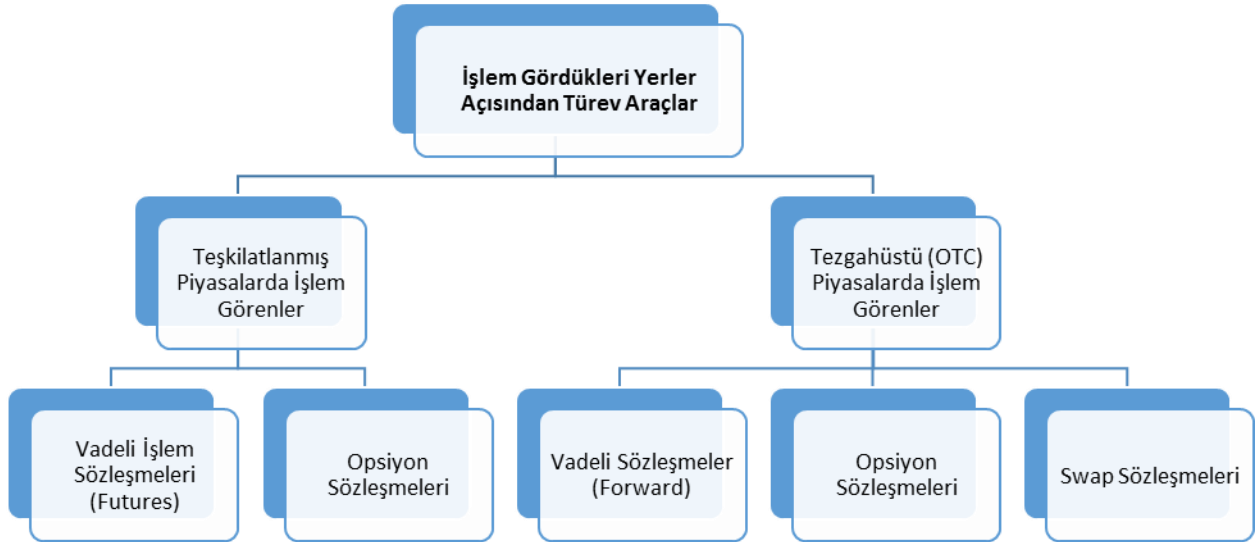 İşlem Gördükleri Yerler
Açısından Türev Araçlar
Teşkilatlanmış
Piyasalarda İşlem
Görenler
Tezgahüstü (OTC)
Piyasalarda İşlem
Görenler
Vadeli İşlem
Sözleşmeleri
(Futures)
Opsiyon
Sözleşmeleri
Vadeli Sözleşmeler
(Forward)
Opsiyon
Sözleşmeleri
Swap Sözleşmeleri